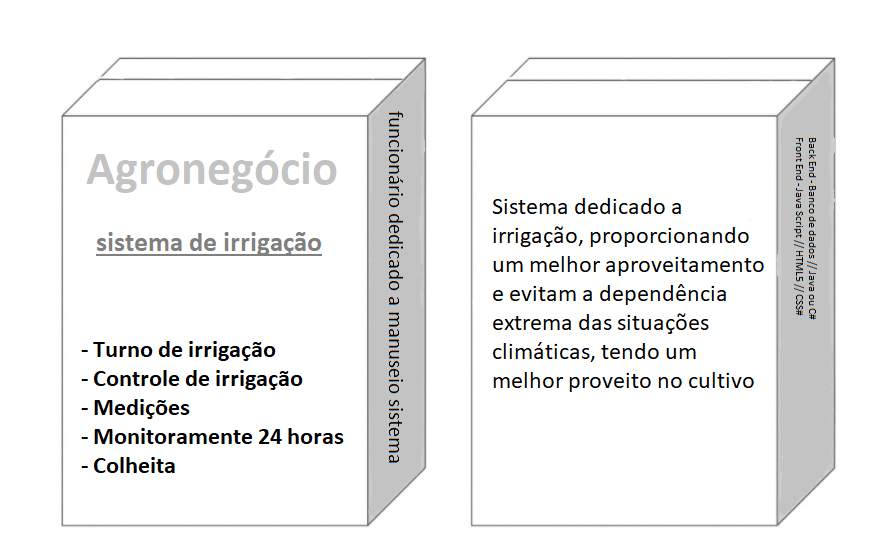 Agronegócio
sistema de irrigação
- Turno de irrigação
- Controle de irrigação
- Medições
- Monitoramente 24 horas
- Colheita
funcionário dedicado a manuseio sistema
Sistema dedicado a
irrigação, proporcionando
um melhor aproveitamento
e evitam a dependência
extrema das situações
climáticas, tendo um
melhor proveito no cultivo
Back End - Banco de dados // Java ou C#
Front End - Java Script // HTML5 // CSS#